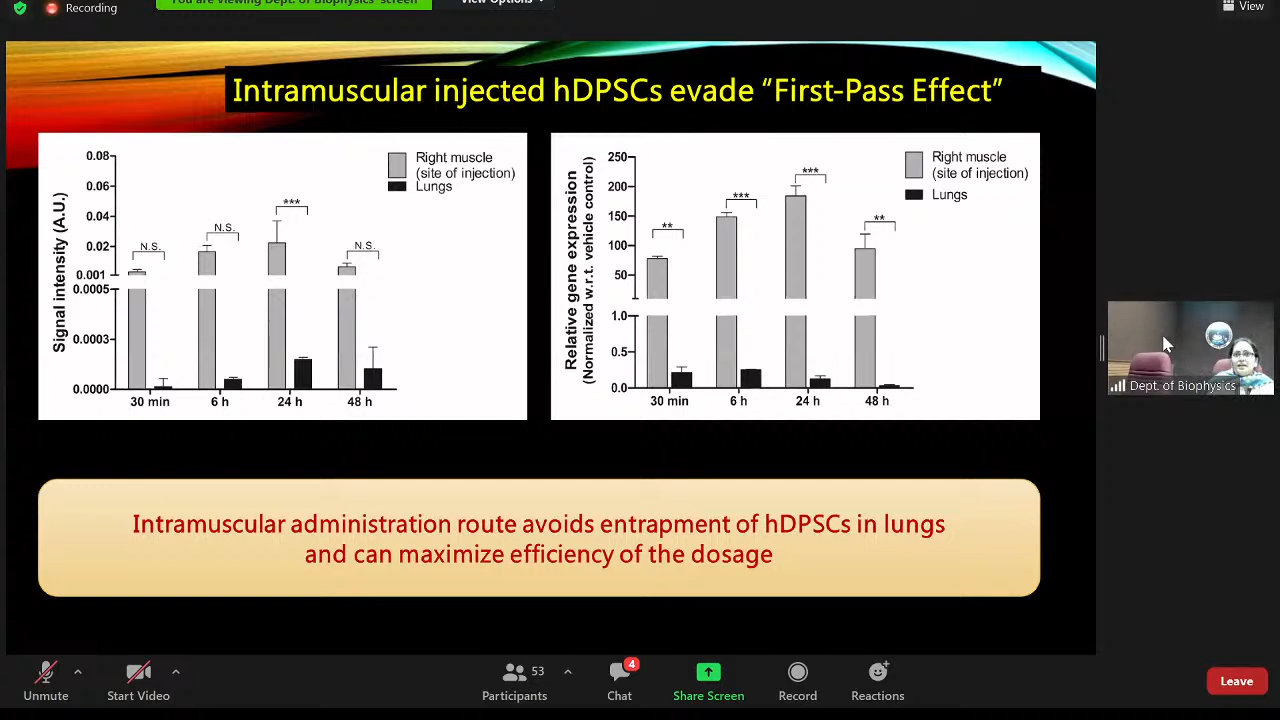 Recording
You are viewing Dept. of Biophysics' screen
View Options
View
Intramuscular injected hDPSCs evade “First-Pass Effect”
Signal intensity (A.U.)
0.08
0.06
0.04
0.02
0.001
0.0005
0.0003
0.0000
N.S.
N.S.
***
N.S.
Right muscle
(site of injection)
Lungs
30 min
6 h
24 h
48 h
Relative gene expression
(Normalized w.r.t. vehicle control)
250
200
150
100
50
1.0
0.5
0.0
**
***
***
**
Right muscle
(site of injection)
Lungs
30 min
6 h
24 h
48 h
Dept. of Biophysics
Intramuscular administration route avoids entrapment of hDPSCs in lungs
and can maximize efficiency of the dosage
Unmute
Start Video
53
Participants
4
Chat
Share Screen
Record
Reactions
Leave